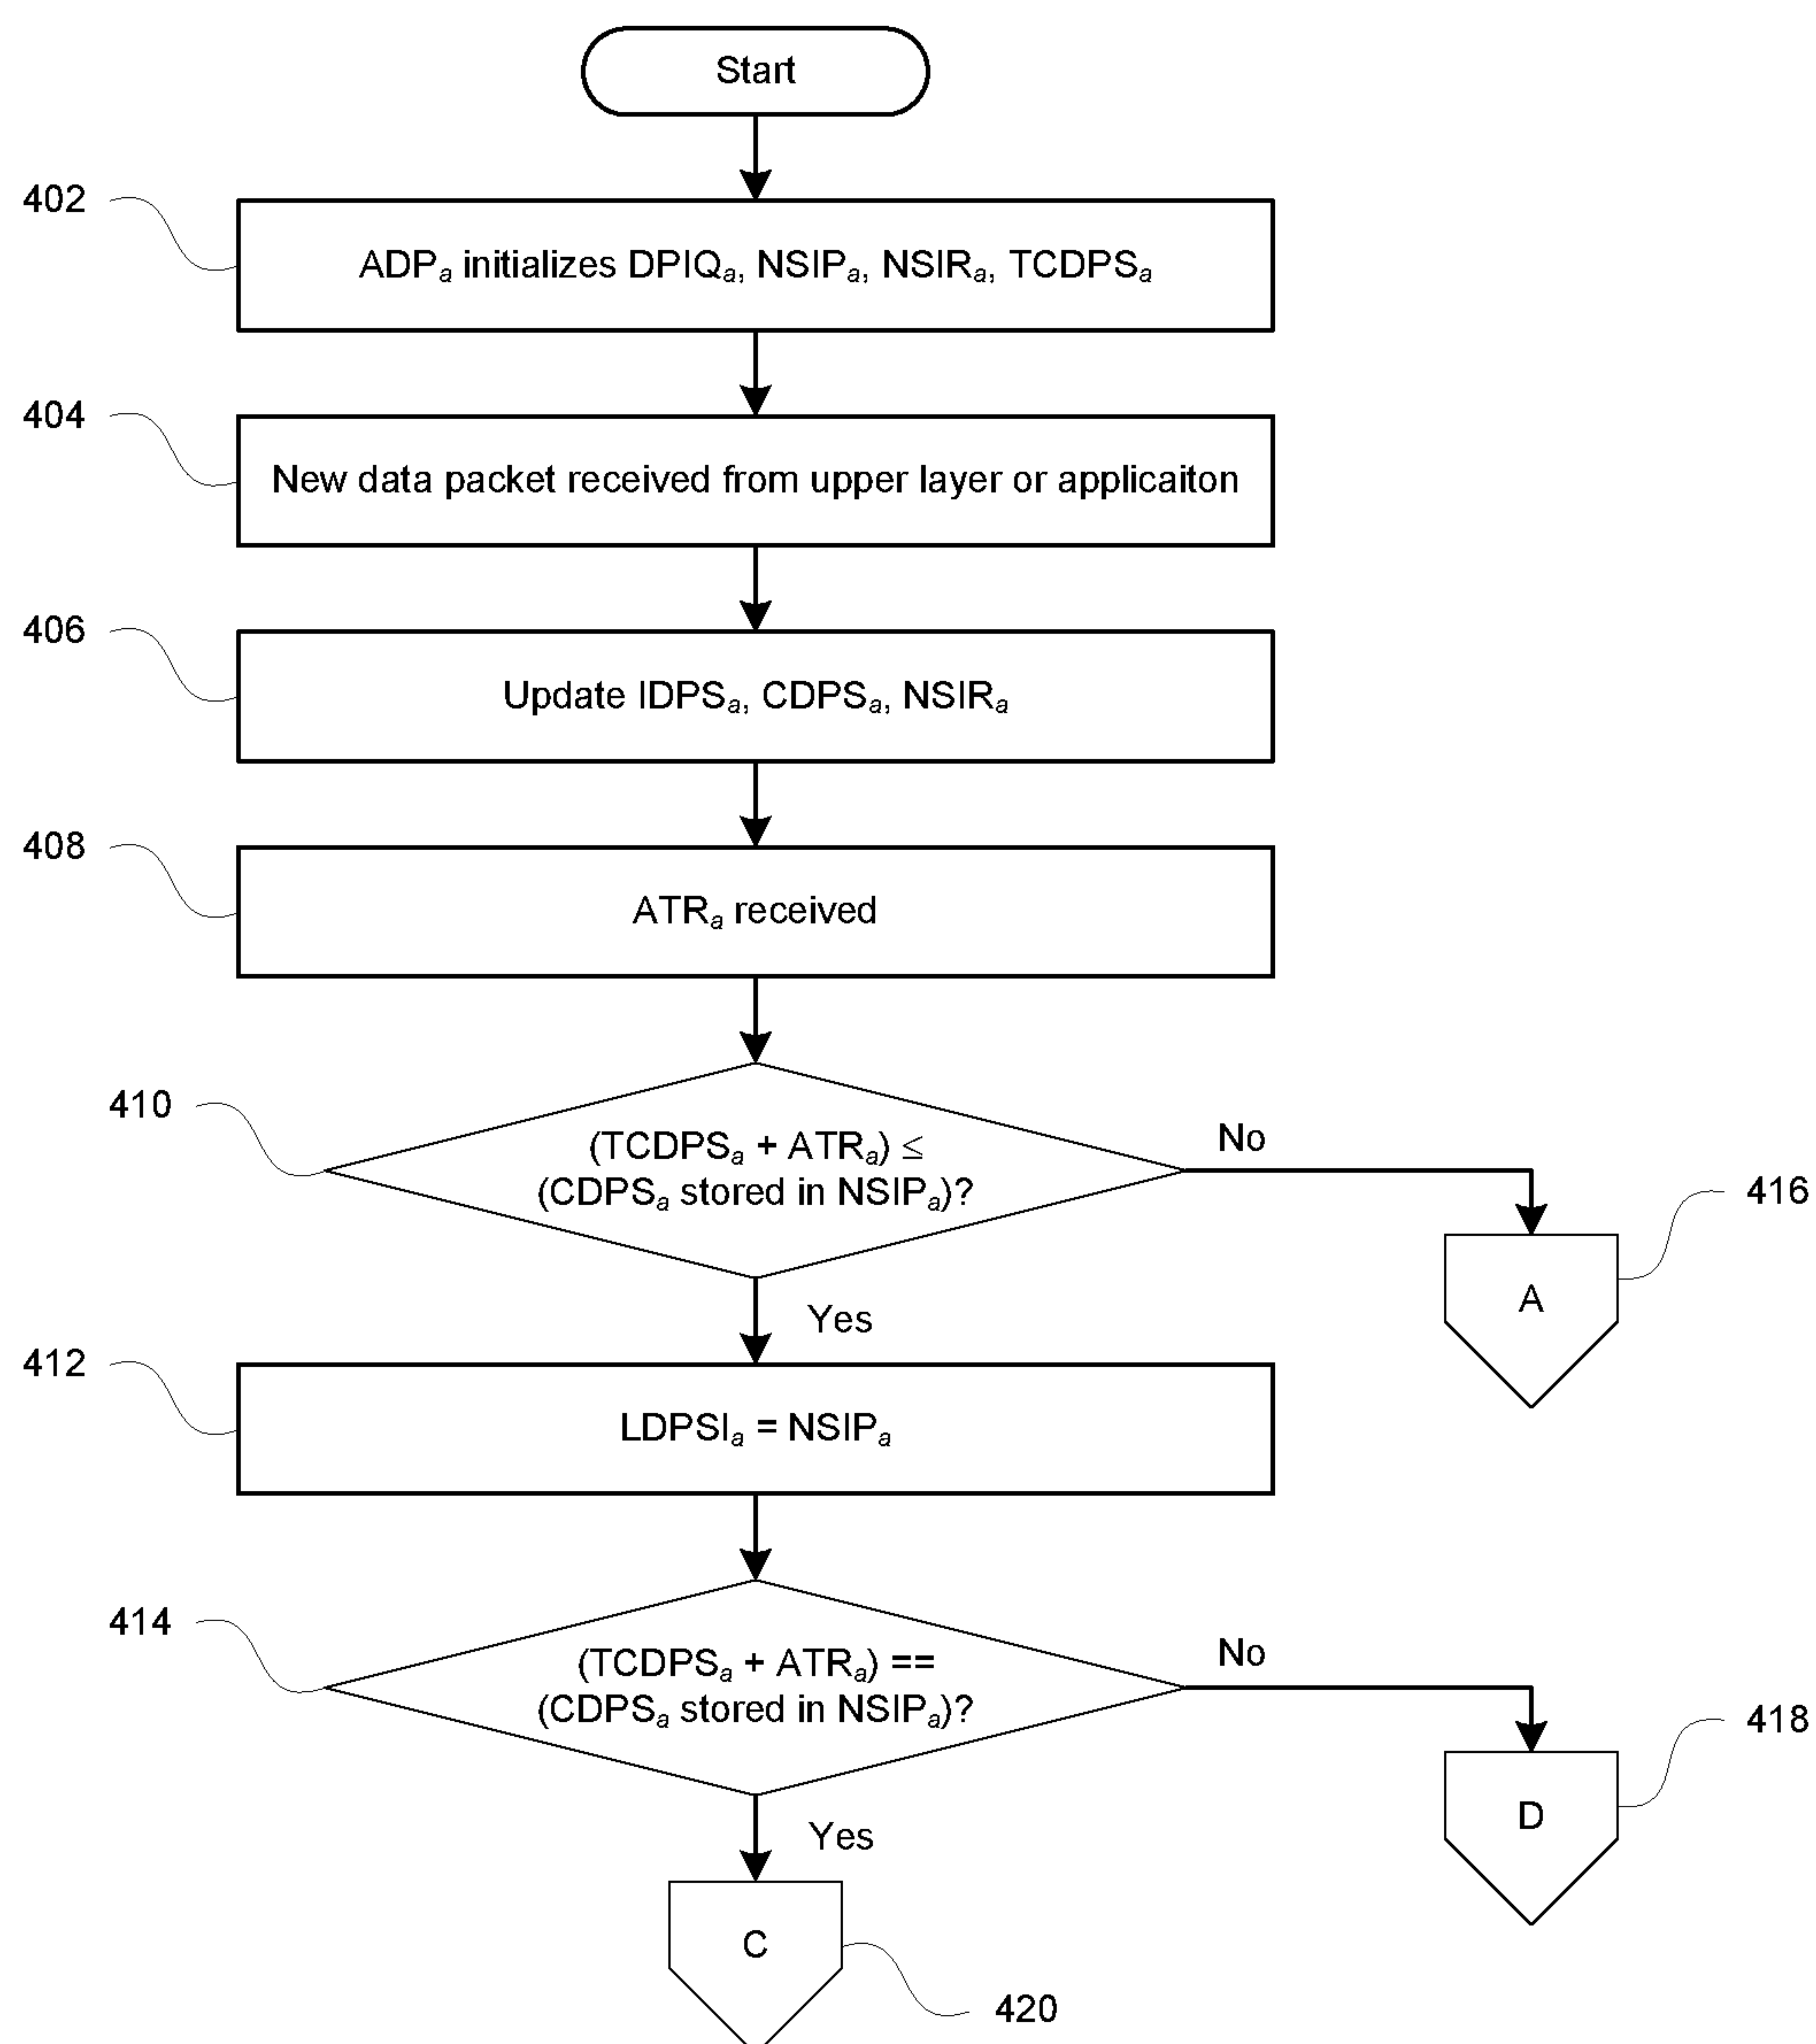 Start
402
ADPa initializes DPIQa, NSIPa, NSIRa, TCDPSa
404
New data packet received from upper layer or applicaiton
406
Update IDPSa, CDPSa, NSIRa
408
ATRa received
410
(TCDPSa + ATRa) ≤
(CDPSa stored in NSIPa)?
No
416
A
Yes
412
LDPSIa = NSIPa
414
(TCDPSa + ATRa) ==
(CDPSa stored in NSIPa)?
No
418
D
Yes
C
420